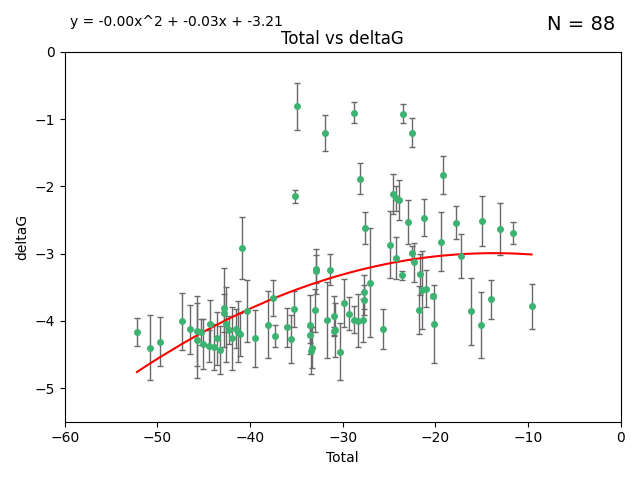 y = -0.00x^2 + -0.03x + -3.21
N = 88
Total vs deltaG
0
−1
−2
−3
−4
−5
deltaG
−60 −50 −40 −30 −20 −10 0
Total